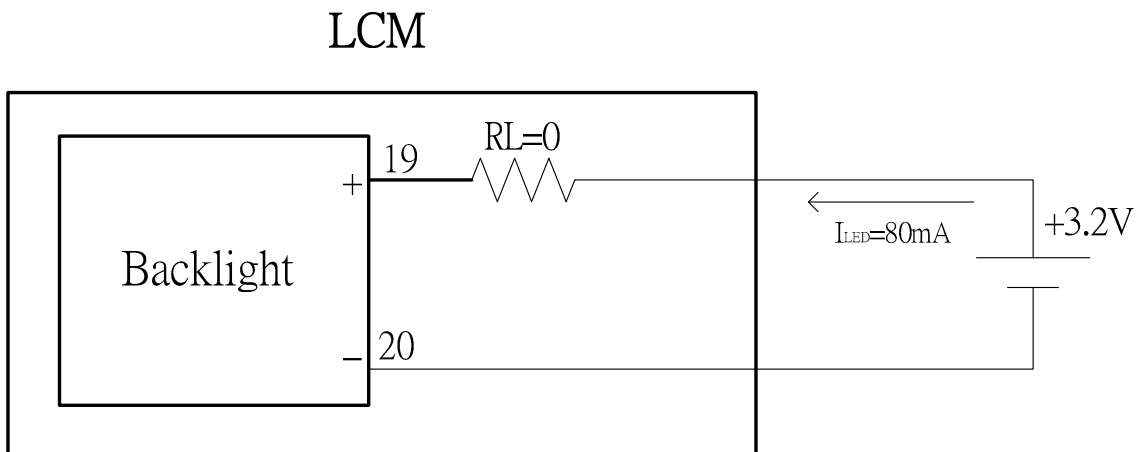 LCM
RL=0
19
+
+3.2V
ILED=80mA
Backlight
20
−